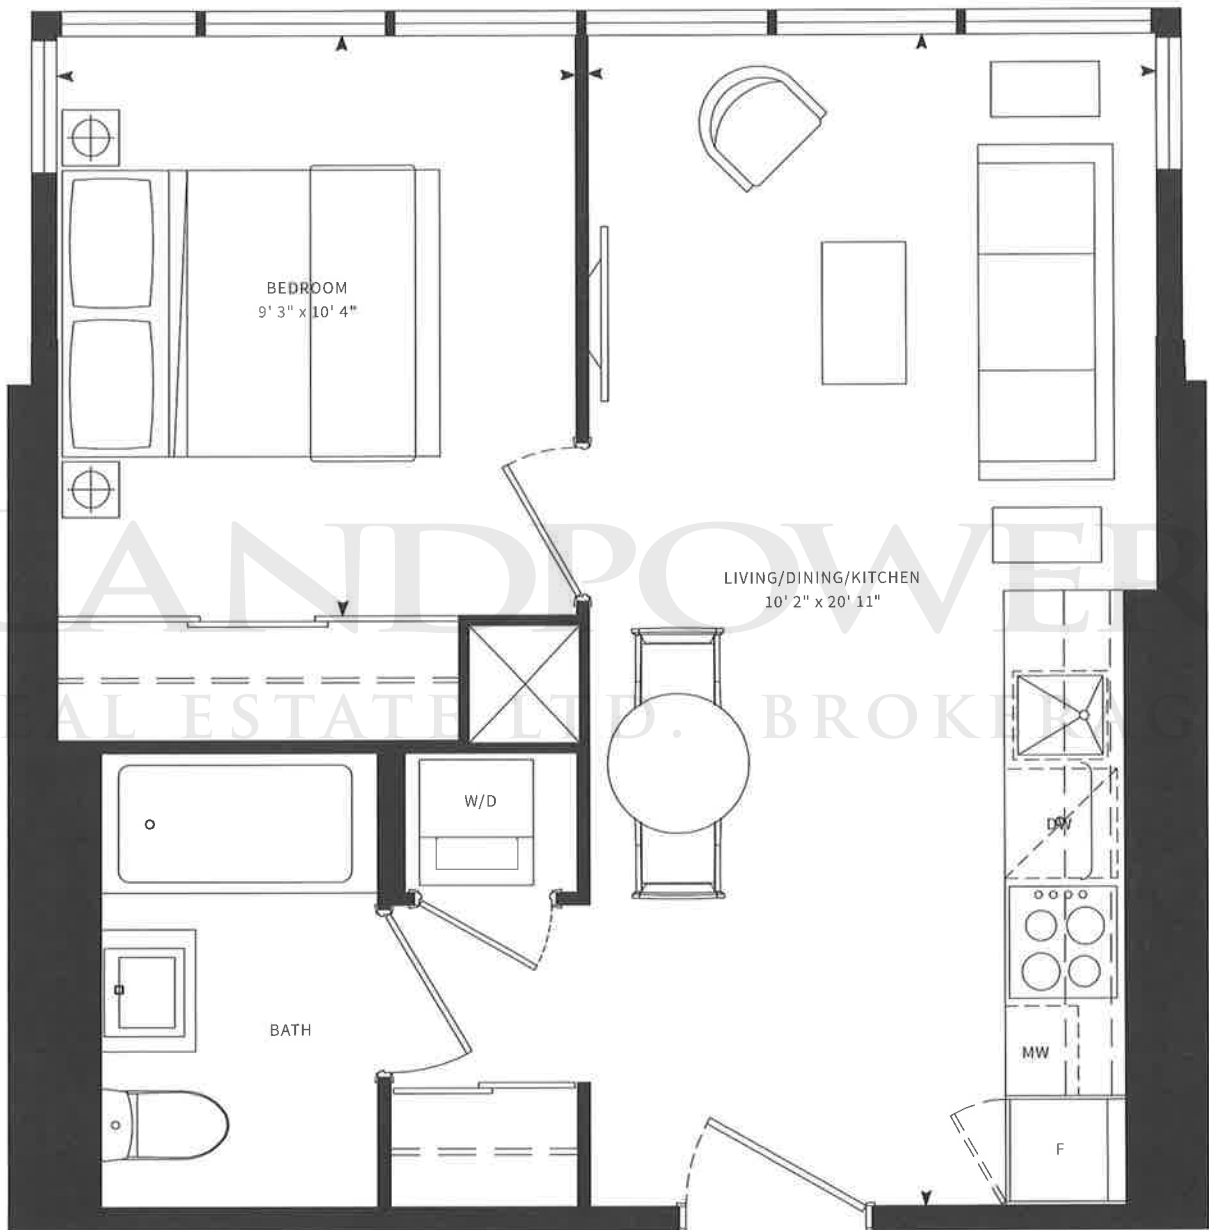 BEDROOM
9' 3" x 10' 4"
LIVING/DINING/KITCHEN
10' 2" x 20' 11"
LANDPOWER
REAL ESTATE LTD. BROKERAG
W/D
DW
BATH
MW
F